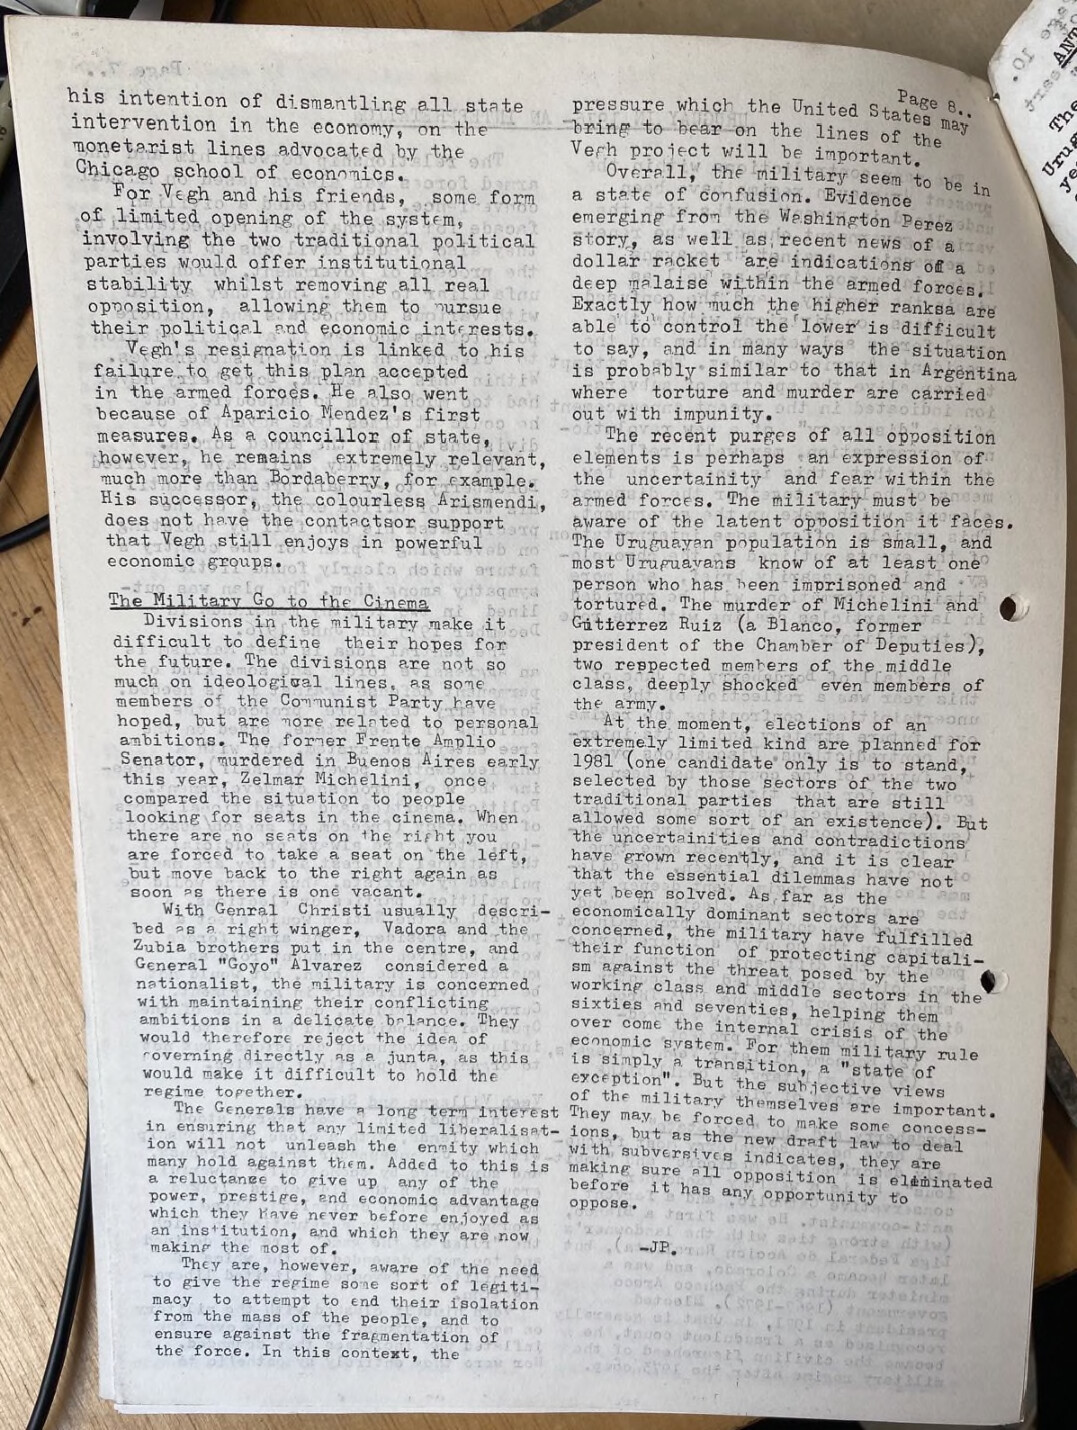 Page 8..
his intention of dismantling all state
intervention in the economy, on the
monetarist lines advocated by the
Chicago school of economics.
For Vegh and his friends, some form
of limited opening of the system,
involving the two traditional political
parties would offer institutional
stability whilst removing all real
opposition, allowing them to pursue
their political and economic interests.
Vegh's resignation is linked to his
failure to get this plan accepted
in the armed forces. He also went
because of Aparicio Mendez's first
measures. As a councillor of state,
however, he remains extremely relevant,
much more than Bordaberry, for example.
His successor, the colourless Arismendi,
does not have the contactsor support
that Vegh still enjoys in powerful
economic groups.
The Military Go to the Cinema
Divisions in the military make it
difficult to define their hopes for
the future. The divisions are not so
much on ideological lines, as some
members of the Communist Party have
hoped, but are more related to personal
ambitions. The former Frente Amplio
Senator, murdered in Buenos Aires early
this year, Zelmar Michelini, once
compared the situation to people
looking for seats in the cinema. When
there are no seats on the right you
are forced to take a seat on the left,
but move back to the right again as
soon as there is one vacant.
With Genral Christi usually descri-
bed as a right winger, Vadora and the
Zubia brothers put in the centre, and
General "Goyo" Alvarez considered a
nationalist, the military is concerned
with maintaining their conflicting
ambitions in a delicate balance. They
would therefore reject the idea of
governing directly as a junta, as this
would make it difficult to hold the
regime together.
The Generals have a long term interest
in ensuring that any limited liberalisat-
ion will not unleash the enmity which
many hold against them. Added to this is
a reluctance to give up any of the
power, prestige, and economic advantage
which they have never before enjoyed as
an institution, and which they are now
making the most of.
They are, however, aware of the need
to give the regime some sort of legiti-
macy to attempt to end their isolation
from the mass of the people, and to
ensure against the fragmentation of
the force. In this context, the
pressure which the United States may
bring to bear on the lines of the
Vegh project will be important.
Overall, the military seem to be in
a state of confusion. Evidence
emerging from the Washington Perez
story, as well as recent news of a
dollar racket are indications of a
deep malaise within the armed forces.
Exactly how much the higher ranksa are
able to control the lower is difficult
to say, and in many ways the situation
is probably similar to that in Argentina
where torture and murder are carried
out with impunity.
The recent purges of all opposition
elements is perhaps an expression of
the uncertainity and fear within the
armed forces. The military must be
aware of the latent opposition it faces.
The Uruguayan population is small, and
most Uruguayans know of at least one
person who has been imprisoned and
tortured. The murder of Michelini and
Gutierrez Ruiz (a Blanco, former
president of the Chamber of Deputies),
two respected members of the middle
class, deeply shocked even members of
the army.
At the moment, elections of an
extremely limited kind are planned for
1981 (one candidate only is to stand,
selected by those sectors of the two
traditional parties that are still
allowed some sort of an existence). But
the uncertainities and contradictions
have grown recently, and it is clear
that the essential dilemmas have not
yet been solved. As far as the
economically dominant sectors are
concerned, the military have fulfilled
their function of protecting capitali-
sm against the threat posed by the
working class and middle sectors in the
sixties and seventies, helping them
over come the internal crisis of the
economic system. For them military rule
is simply a transition, a "state of
exception". But the subjective views
of the military themselves are important.
They may be forced to make some concess-
ions, but as the new draft law to deal
with subversives indicates, they are
making sure all opposition is eliminated
before it has any opportunity to
oppose.
-JP.